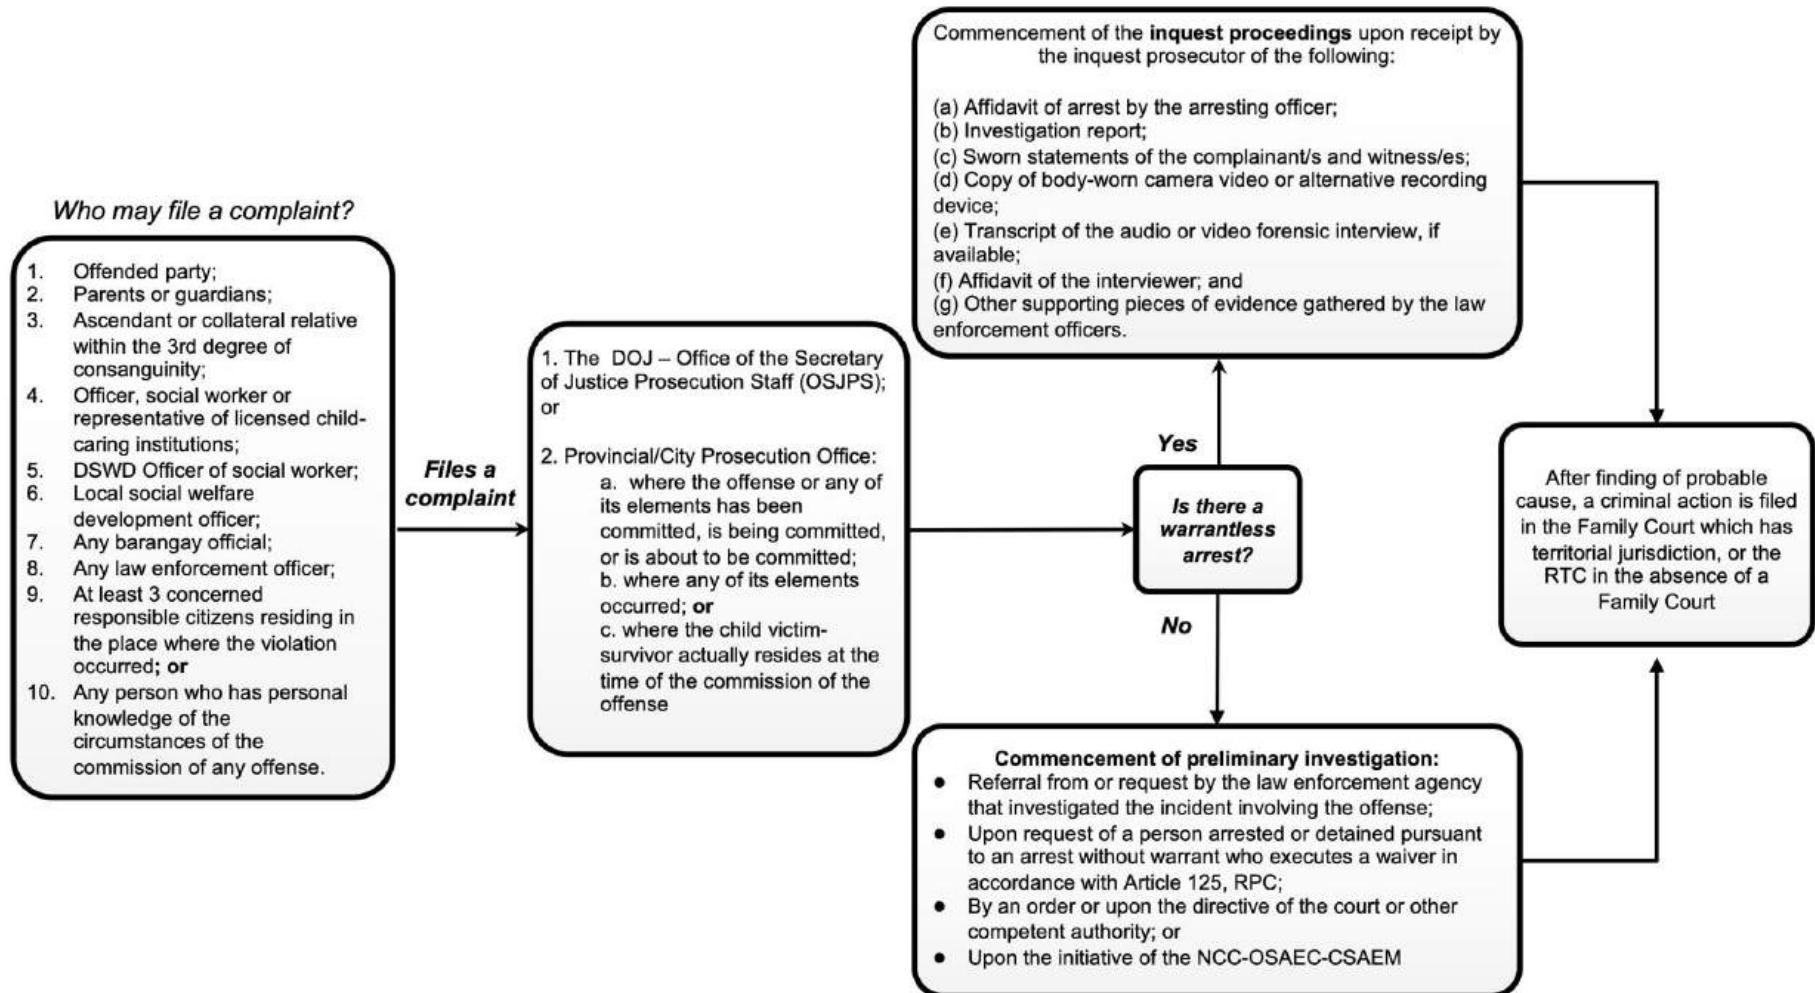 Who may file a complaint?
1. Offended party;
2. Parents or guardians;
3. Ascendant or collateral relative
within the 3rd degree of
consanguinity;
4. Officer, social worker or
representative of licensed child-
caring institutions;
5. DSWD Officer of social worker;
6. Local social welfare
development officer;
7. Any barangay official;
8. Any law enforcement officer;
9. At least 3 concerned
responsible citizens residing in
the place where the violation
occurred; or
10. Any person who has personal
knowledge of the
circumstances of the
commission of any offense.
Files a
complaint
1. The DOJ – Office of the Secretary
of Justice Prosecution Staff (OSJPS);
or
2. Provincial/City Prosecution Office:
a. where the offense or any of
its elements has been
committed, is being committed,
or is about to be committed;
b. where any of its elements
occurred; or
c. where the child victim-
survivor actually resides at the
time of the commission of the
offense
Is there a
warrantless
arrest?
Yes
Commencement of the inquest proceedings upon receipt by
the inquest prosecutor of the following:
(a) Affidavit of arrest by the arresting officer;
(b) Investigation report;
(c) Sworn statements of the complainant/s and witness/es;
(d) Copy of body-worn camera video or alternative recording
device;
(e) Transcript of the audio or video forensic interview, if
available;
(f) Affidavit of the interviewer; and
(g) Other supporting pieces of evidence gathered by the law
enforcement officers.
No
Commencement of preliminary investigation:
● Referral from or request by the law enforcement agency
that investigated the incident involving the offense;
● Upon request of a person arrested or detained pursuant
to an arrest without warrant who executes a waiver in
accordance with Article 125, RPC;
● By an order or upon the directive of the court or other
competent authority; or
● Upon the initiative of the NCC-OSAEC-CSAEM
After finding of probable
cause, a criminal action is filed
in the Family Court which has
territorial jurisdiction, or the
RTC in the absence of a
Family Court